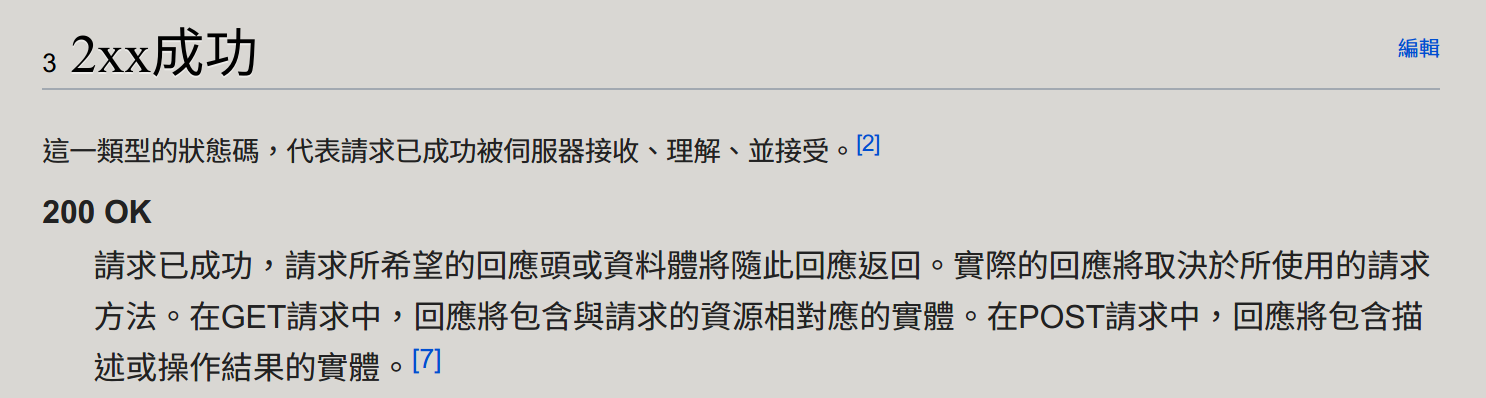 3 2xx成功
編輯
這一類型的狀態碼，代表請求已成功被伺服器接收、理解、並接受。[2]
200 OK
請求已成功，請求所希望的回應頭或資料體將隨此回應返回。實際的回應將取決於所使用的請求
方法。在GET請求中，回應將包含與請求的資源相對應的實體。在POST請求中，回應將包含描
述或操作結果的實體。[7]